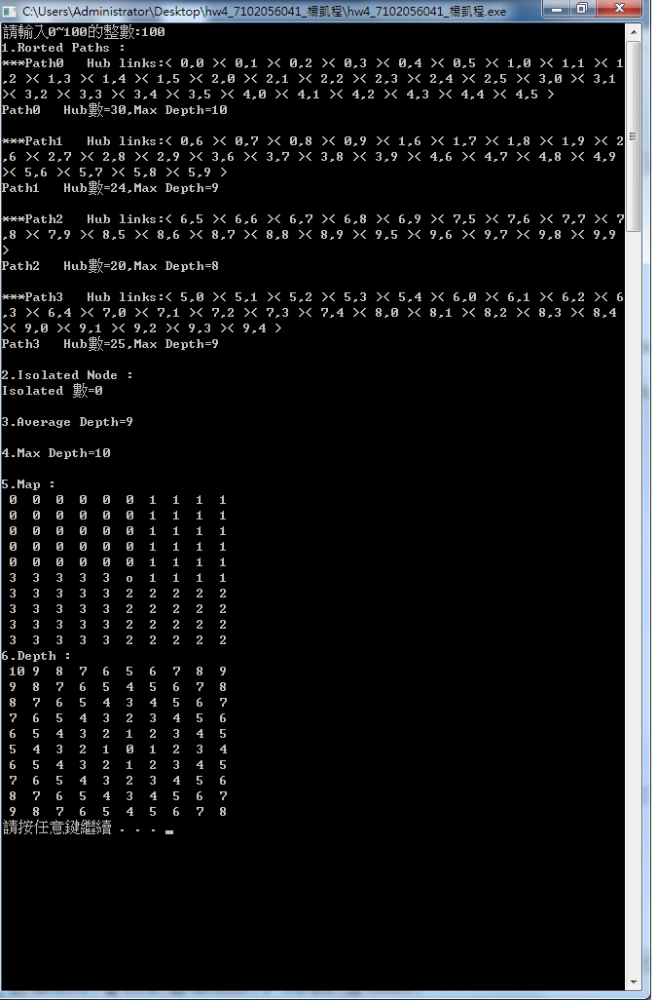 C:\Users\Administrator\Desktop\hw4_7102056041_楊凱程\hw4_7102056041_楊凱程.exe
請輸入0~100的整數:100
1.Rorted Paths :
***Path0   Hub links:< 0,0 >< 0,1 >< 0,2 >< 0,3 >< 0,4 >< 0,5 >< 1,0 >< 1,1 >< 1
,2 >< 1,3 >< 1,4 >< 1,5 >< 2,0 >< 2,1 >< 2,2 >< 2,3 >< 2,4 >< 2,5 >< 3,0 >< 3,1
>< 3,2 >< 3,3 >< 3,4 >< 3,5 >< 4,0 >< 4,1 >< 4,2 >< 4,3 >< 4,4 >< 4,5 >
Path0   Hub數=30,Max Depth=10
***Path1   Hub links:< 0,6 >< 0,7 >< 0,8 >< 0,9 >< 1,6 >< 1,7 >< 1,8 >< 1,9 >< 2
,6 >< 2,7 >< 2,8 >< 2,9 >< 3,6 >< 3,7 >< 3,8 >< 3,9 >< 4,6 >< 4,7 >< 4,8 >< 4,9
>< 5,6 >< 5,7 >< 5,8 >< 5,9 >
Path1   Hub數=24,Max Depth=9
***Path2   Hub links:< 6,5 >< 6,6 >< 6,7 >< 6,8 >< 6,9 >< 7,5 >< 7,6 >< 7,7 >< 7
,8 >< 7,9 >< 8,5 >< 8,6 >< 8,7 >< 8,8 >< 8,9 >< 9,5 >< 9,6 >< 9,7 >< 9,8 >< 9,9
>
Path2   Hub數=20,Max Depth=8
***Path3   Hub links:< 5,0 >< 5,1 >< 5,2 >< 5,3 >< 5,4 >< 6,0 >< 6,1 >< 6,2 >< 6
,3 >< 6,4 >< 7,0 >< 7,1 >< 7,2 >< 7,3 >< 7,4 >< 8,0 >< 8,1 >< 8,2 >< 8,3 >< 8,4
>< 9,0 >< 9,1 >< 9,2 >< 9,3 >< 9,4 >
Path3   Hub數=25,Max Depth=9
2.Isolated Node :
Isolated 數=0
3.Average Depth=9
4.Max Depth=10
5.Map :
0  0  0  0  0  0  1  1  1  1
0  0  0  0  0  0  1  1  1  1
0  0  0  0  0  0  1  1  1  1
0  0  0  0  0  0  1  1  1  1
0  0  0  0  0  0  1  1  1  1
3  3  3  3  3  o  1  1  1  1
3  3  3  3  3  2  2  2  2  2
3  3  3  3  3  2  2  2  2  2
3  3  3  3  3  2  2  2  2  2
3  3  3  3  3  2  2  2  2  2
6.Depth :
10 9  8  7  6  5  6  7  8  9
9  8  7  6  5  4  5  6  7  8
8  7  6  5  4  3  4  5  6  7
7  6  5  4  3  2  3  4  5  6
6  5  4  3  2  1  2  3  4  5
5  4  3  2  1  0  1  2  3  4
6  5  4  3  2  1  2  3  4  5
7  6  5  4  3  2  3  4  5  6
8  7  6  5  4  3  4  5  6  7
9  8  7  6  5  4  5  6  7  8
請按任意鍵繼續 . . .